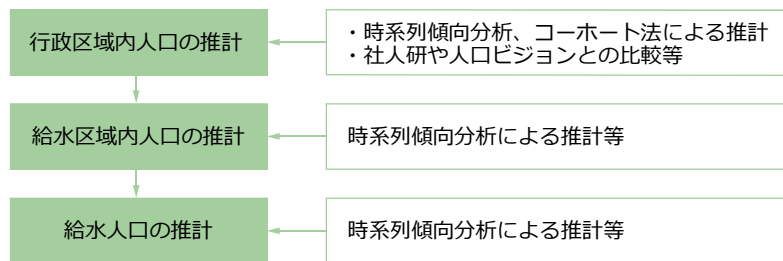 行政区域内人口の推計
・時系列傾向分析、コーホート法による推計
・社人研や人口ビジョンとの比較等
給水区域内人口の推計
時系列傾向分析による推計等
給水人口の推計
時系列傾向分析による推計等